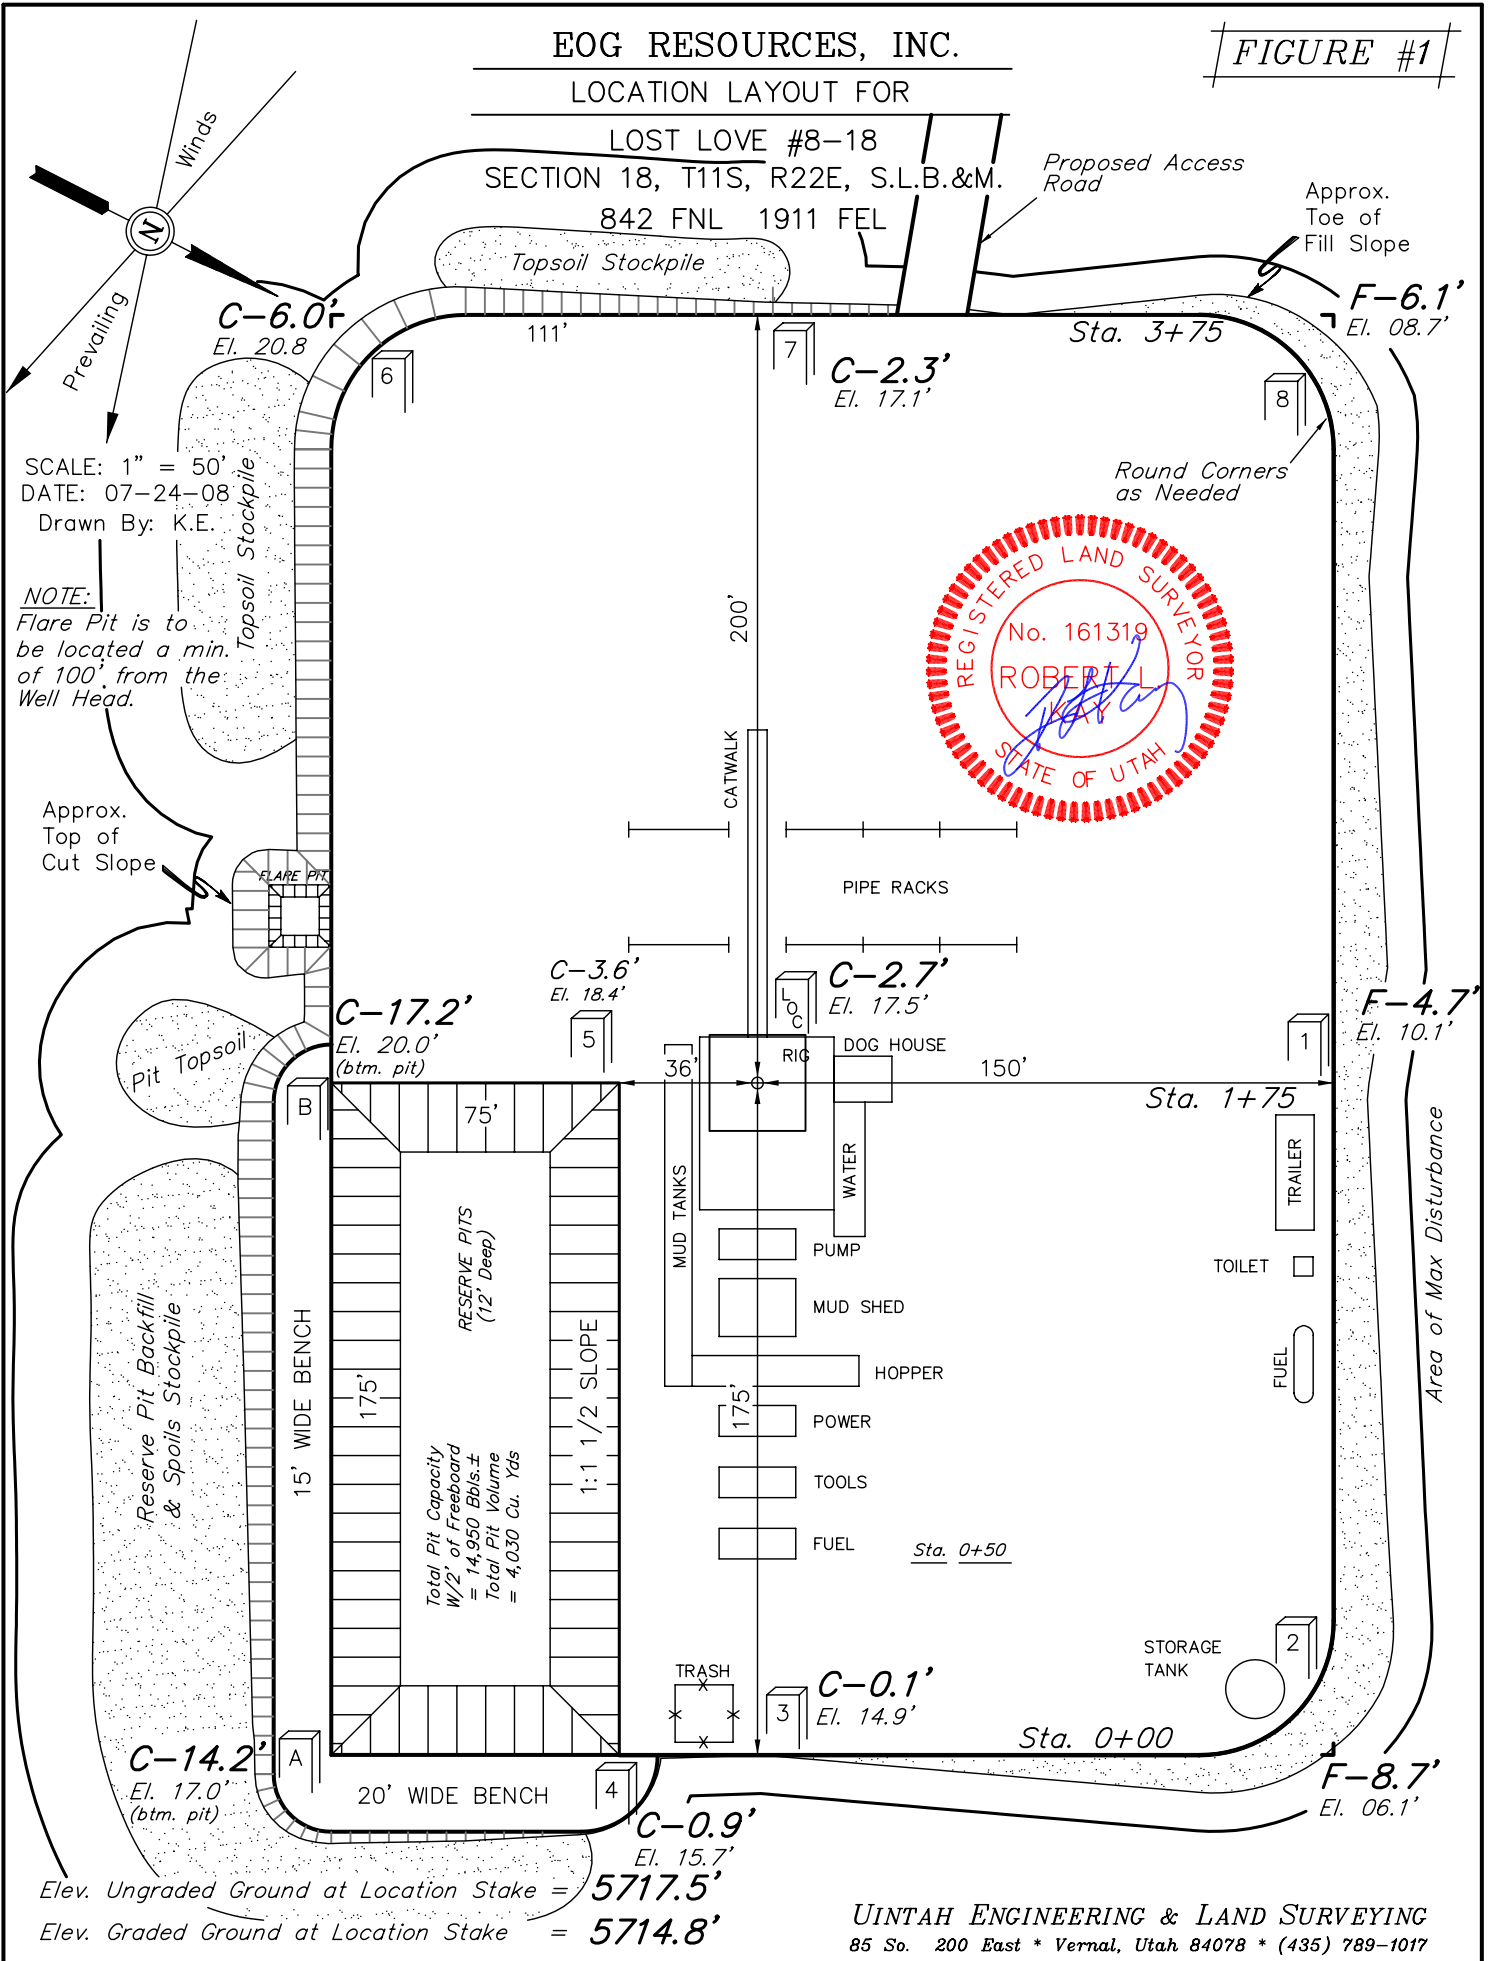 EOG RESOURCES, INC.
LOCATION LAYOUT FOR
LOST LOVE #8-18
SECTION 18, T11S, R22E, S.L.B.&M.
842 FNL 1911 FEL
FIGURE #1
Winds
N
Prevailing
Proposed Access
Road
Approx.
Toe of
Fill Slope
Topsoil Stockpile
C-6.0'
El. 20.8
111'
6
7
C-2.3'
El. 17.1'
Sta. 3+75
F-6.1'
El. 08.7'
8
Round Corners
as Needed
SCALE: 1" = 50'
DATE: 07-24-08
Drawn By: K.E.
Topsoil Stockpile
NOTE:
Flare Pit is to
be located a min.
of 100' from the
Well Head.
200'
REGISTERED LAND SURVEYOR
No. 161319
ROBERT L.
KAY
STATE OF UTAH
CATWALK
PIPE RACKS
Approx.
Top of
Cut Slope
FLARE PIT
C-3.6'
El. 18.4'
5
C-2.7'
El. 17.5'
LOC
C-17.2'
El. 20.0'
(btm. pit)
Pit Topsoil
B
36'
RIG
DOG HOUSE
150'
1
F-4.7'
El. 10.1'
Sta. 1+75
75'
MUD TANKS
WATER
TRAILER
TOILET
FUEL
Area of Max Disturbance
PUMP
MUD SHED
HOPPER
175'
POWER
TOOLS
FUEL
Sta. 0+50
RESERVE PITS
(12' Deep)
1:1 1/2 SLOPE
175'
15' WIDE BENCH
Total Pit Capacity
W/2' of Freeboard
= 14,950 Bbls.±
Total Pit Volume
= 4,030 Cu. Yds
Reserve Pit Backfill
& Spoils Stockpile
STORAGE
TANK
2
TRASH
3
C-0.1'
El. 14.9'
Sta. 0+00
F-8.7'
El. 06.1'
C-14.2'
El. 17.0'
(btm. pit)
A
20' WIDE BENCH
4
C-0.9'
El. 15.7'
Elev. Ungraded Ground at Location Stake = 5717.5'
Elev. Graded Ground at Location Stake = 5714.8'
UINTAH ENGINEERING & LAND SURVEYING
85 So. 200 East * Vernal, Utah 84078 * (435) 789-1017